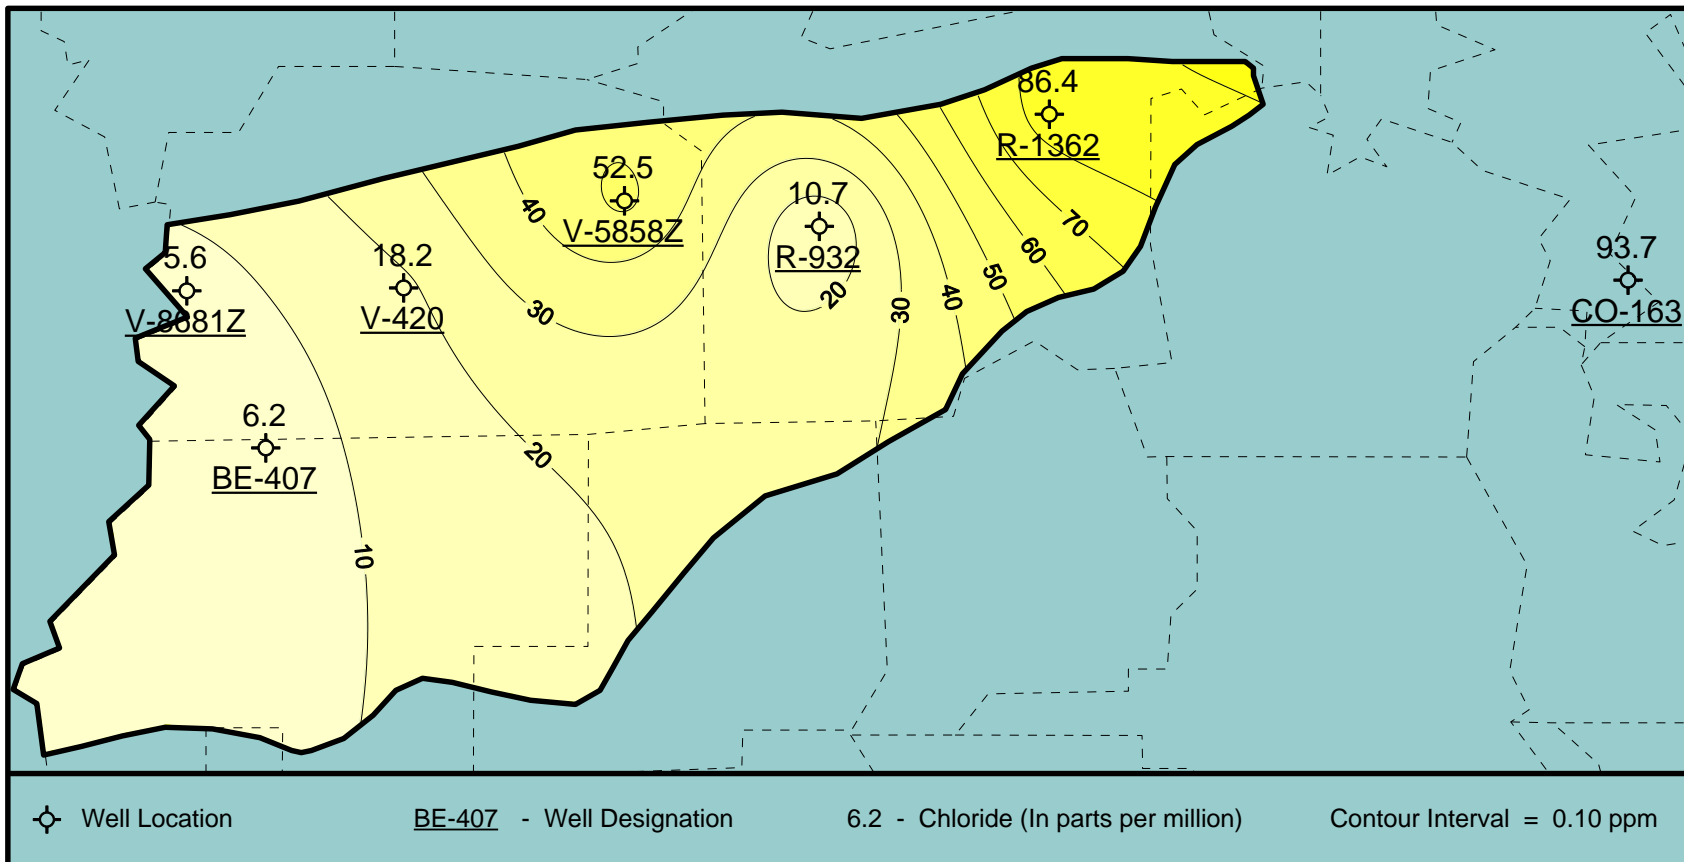 86.4
R-1362
52.5
V-5858Z
40
10.7
R-932
70
5.6
V-8681Z
18.2
V-420
60
50
93.7
CO-163
20
40
30
30
6.2
BE-407
20
10
Well Location
BE-407 - Well Designation
6.2 - Chloride (In parts per million)
Contour Interval = 0.10 ppm